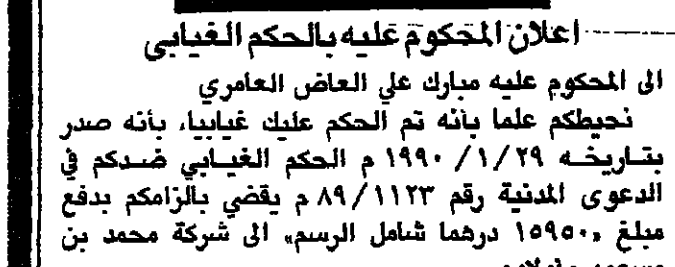 اعلان المحكوم عليه بالحكم الغيابي
الى المحكوم عليه مبارك علي العاض العامري
نحيطكم علما بأنه تم الحكم عليك غيابيا، بأنه صدر
بتاريخه ٢٩/ ١/ ١٩٩٠ م الحكم الغيابي ضدكم في
الدعوى المدنية رقم ١١٢٣/ ٨٩ م يقضي بالزامكم بدفع
مبلغ «١٥٩٥٠ درهما شامل الرسم» الى شركة محمد بن